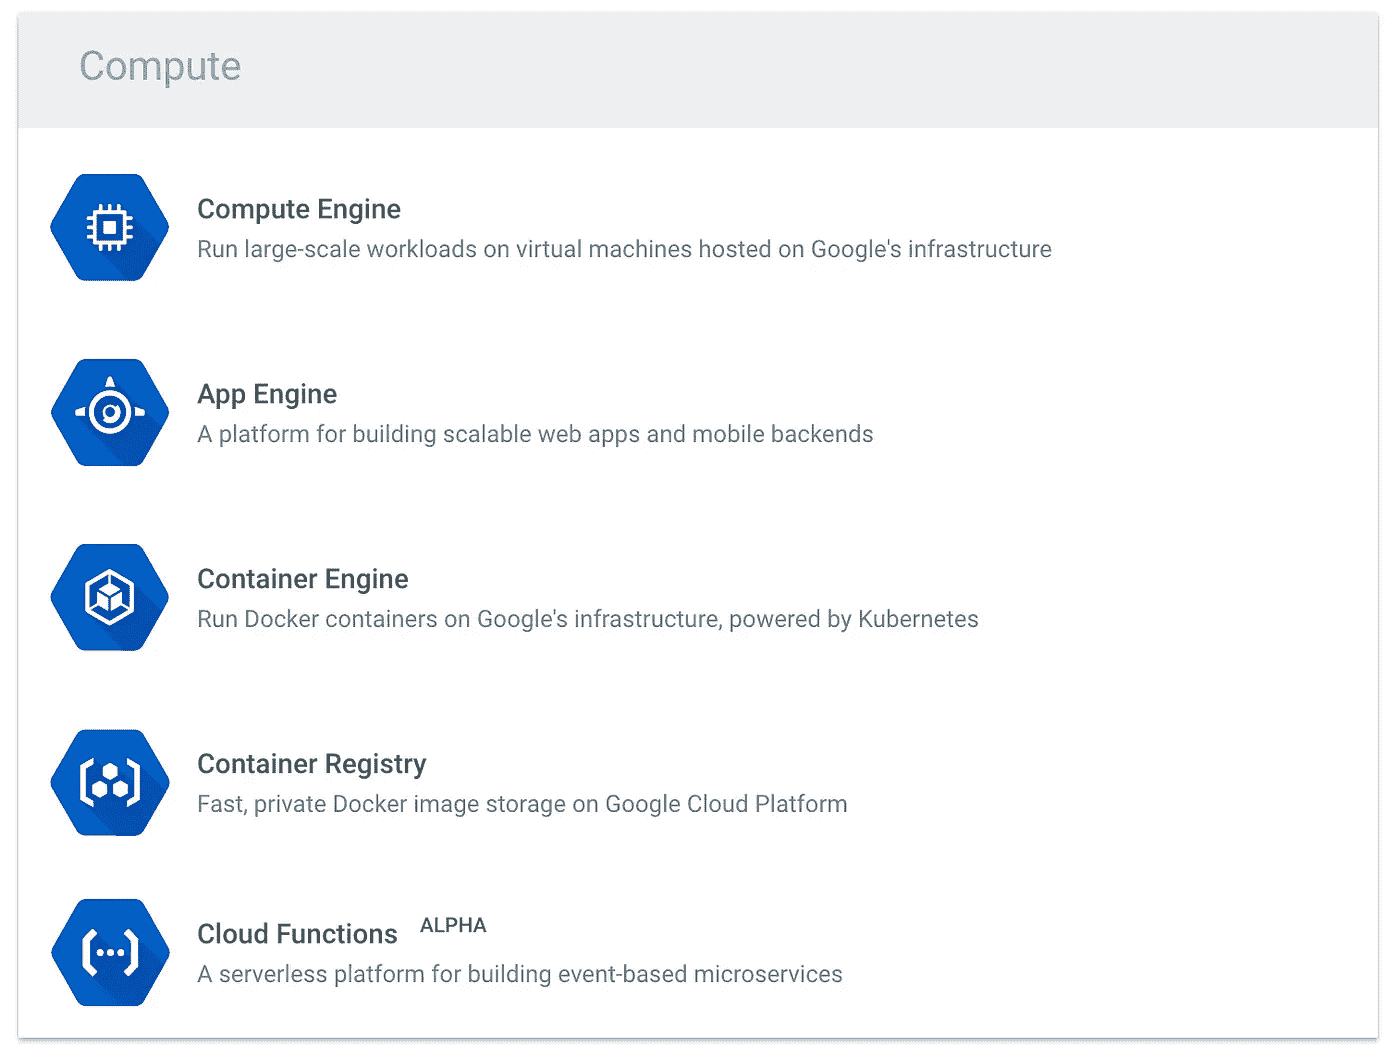 Compute
Compute Engine
Run large-scale workloads on virtual machines hosted on Google's infrastructure
App Engine
A platform for building scalable web apps and mobile backends
Container Engine
Run Docker containers on Google's infrastructure, powered by Kubernetes
Container Registry
Fast, private Docker image storage on Google Cloud Platform
Cloud Functions ALPHA
A serverless platform for building event-based microservices